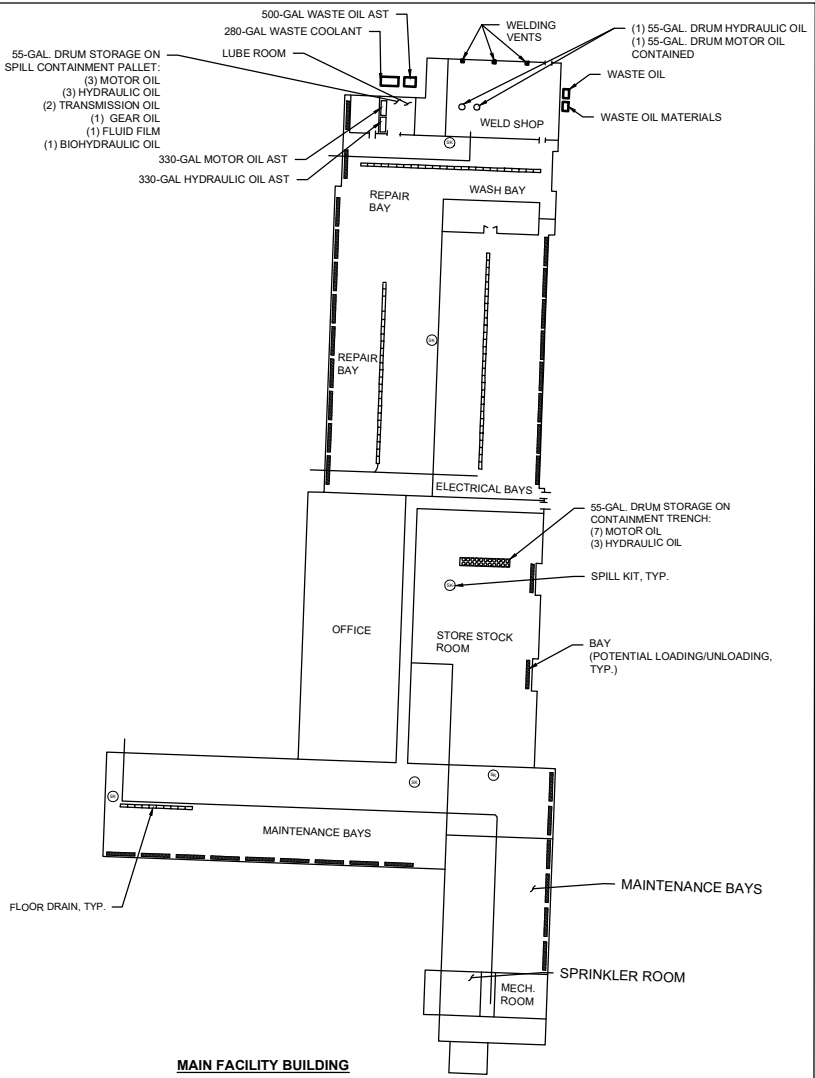 500-GAL WASTE OIL AST
280-GAL WASTE COOLANT
LUBE ROOM
55-GAL. DRUM STORAGE ON
SPILL CONTAINMENT PALLET:
(3) MOTOR OIL
(3) HYDRAULIC OIL
(2) TRANSMISSION OIL
(1) GEAR OIL
(1) FLUID FILM
(1) BIOHYDRAULIC OIL
330-GAL MOTOR OIL AST
330-GAL HYDRAULIC OIL AST
WELDING
VENTS
(1) 55-GAL. DRUM HYDRAULIC OIL
(1) 55-GAL. DRUM MOTOR OIL
CONTAINED
WASTE OIL
WASTE OIL MATERIALS
WELD SHOP
SK
REPAIR
BAY
WASH BAY
SK
REPAIR
BAY
ELECTRICAL BAYS
55-GAL. DRUM STORAGE ON
CONTAINMENT TRENCH:
(7) MOTOR OIL
(3) HYDRAULIC OIL
SK
SPILL KIT, TYP.
OFFICE
STORE STOCK
ROOM
BAY
(POTENTIAL LOADING/UNLOADING,
TYP.)
SK
SK
SK
MAINTENANCE BAYS
FLOOR DRAIN, TYP.
MAINTENANCE BAYS
SPRINKLER ROOM
MECH.
ROOM
MAIN FACILITY BUILDING